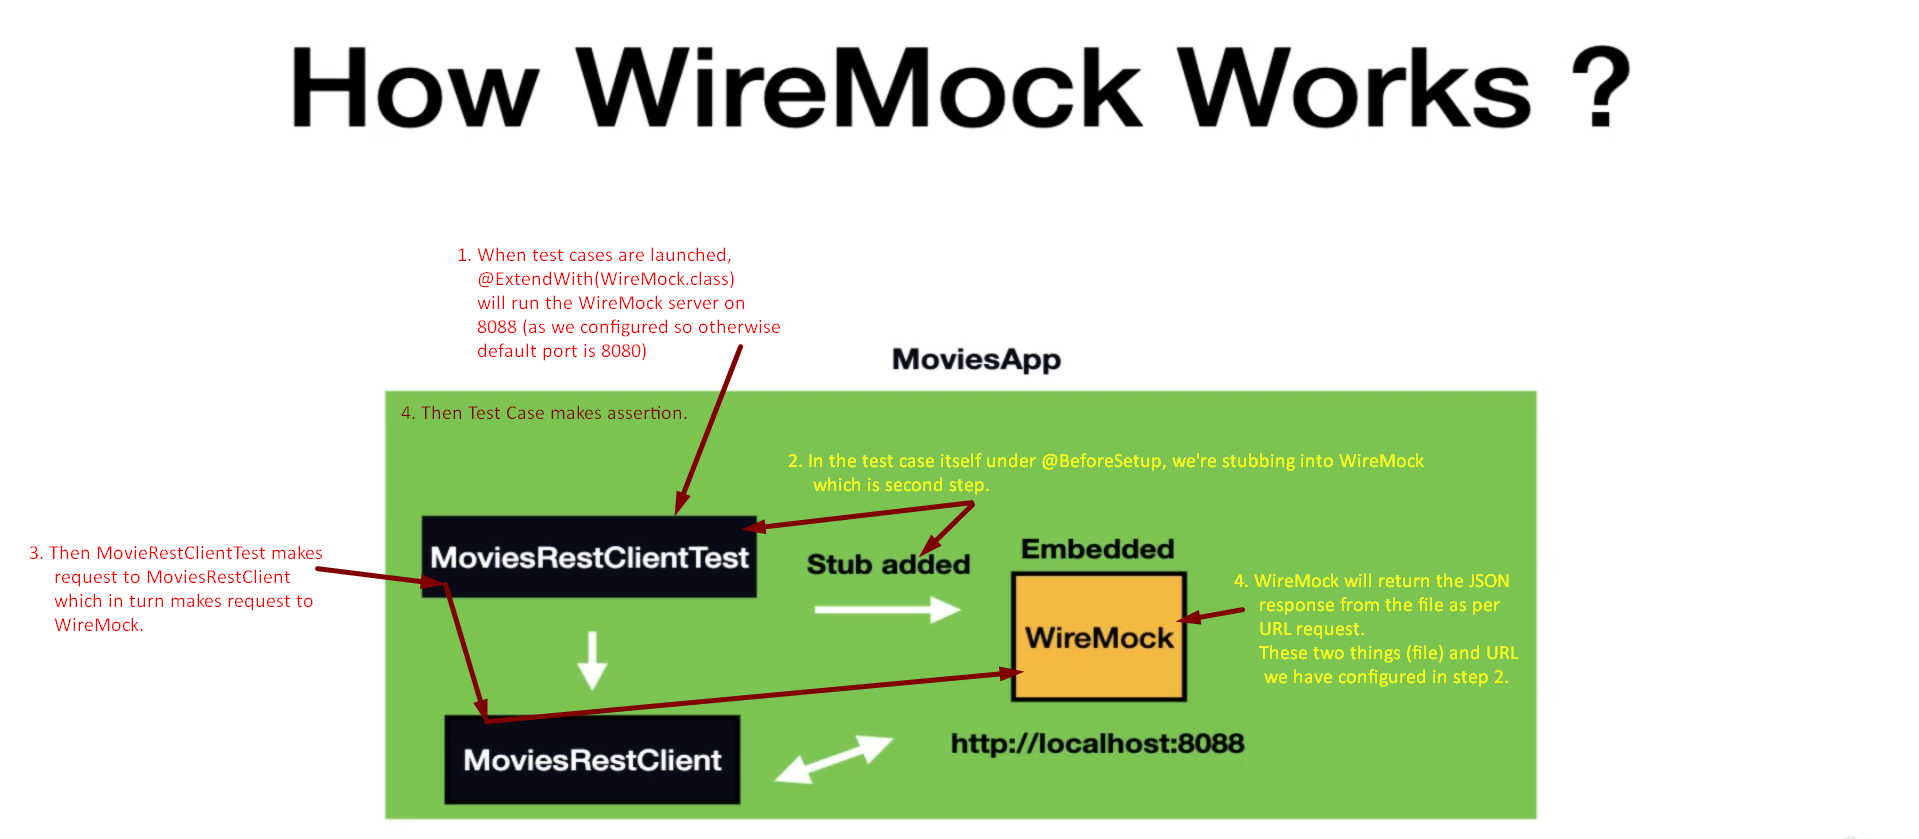 How WireMock Works ?
1. When test cases are launched,
@ExtendWith(WireMock.class)
will run the WireMock server on
8088 (as we configured so otherwise
default port is 8080)
MoviesApp
4. Then Test Case makes assertion.
2. In the test case itself under @BeforeSetup, we're stubbing into WireMock
which is second step.
MoviesRestClientTest
Stub added
Embedded
WireMock
3. Then MovieRestClientTest makes
request to MoviesRestClient
which in turn makes request to
WireMock.
4. WireMock will return the JSON
response from the file as per
URL request.
These two things (file) and URL
we have configured in step 2.
MoviesRestClient
http://localhost:8088